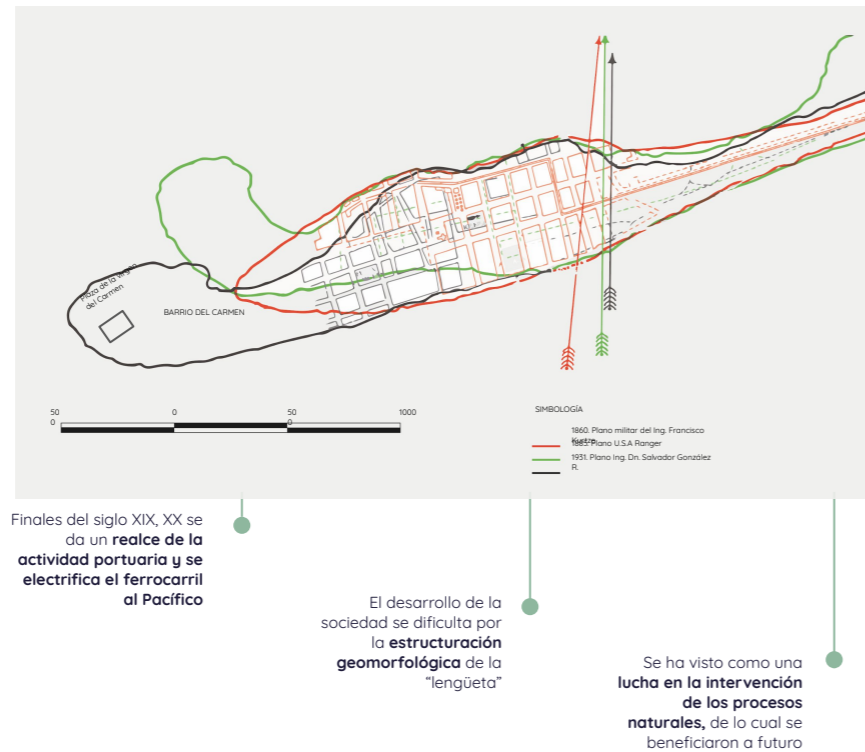 Plaza de la Virgen
del Carmen
BARRIO DEL CARMEN
50
0
0
50
0
1000
SIMBOLOGÍA
1860. Plano militar del Ing. Francisco
Kurtze
1885. Plano U.S.A Ranger
1931. Plano Ing. Dn. Salvador González
R.
Finales del siglo XIX, XX se
da un realce de la
actividad portuaria y se
electrifica el ferrocarril
al Pacífico
El desarrollo de la
sociedad se dificulta por
la estructuración
geomorfológica de la
“lengüeta”
Se ha visto como una
lucha en la intervención
de los procesos
naturales, de lo cual se
beneficiaron a futuro